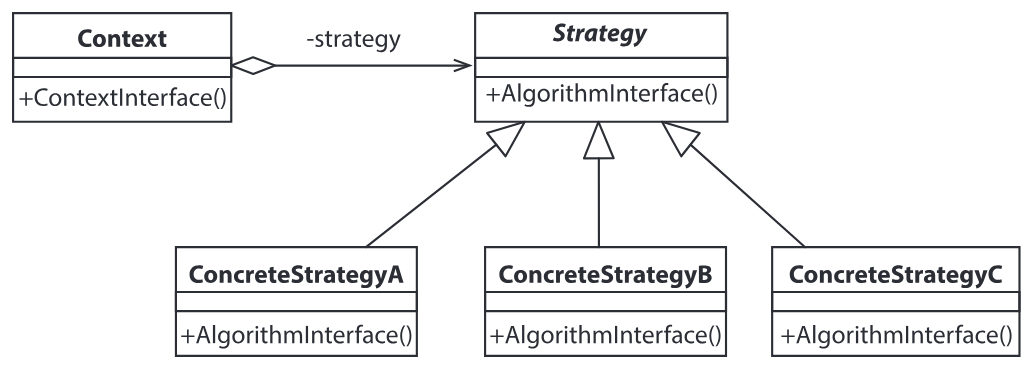 Context
-strategy
Strategy
+ContextInterface()
+AlgorithmInterface()
ConcreteStrategyA
ConcreteStrategyB
ConcreteStrategyC
+AlgorithmInterface()
+AlgorithmInterface()
+AlgorithmInterface()